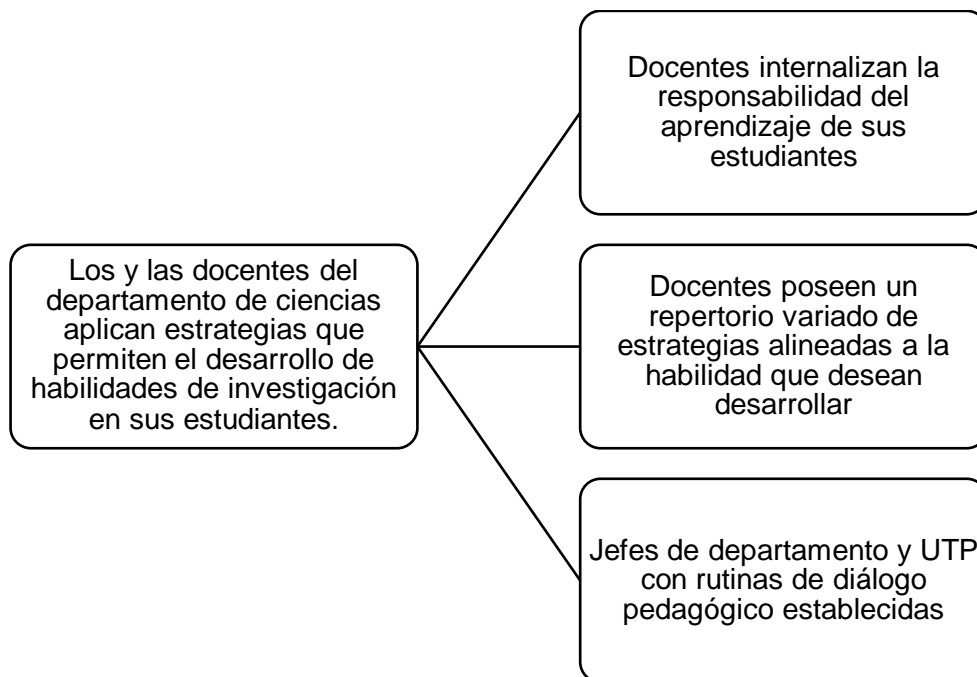 Los y las docentes del
departamento de ciencias
aplican estrategias que
permiten el desarrollo de
habilidades de investigación
en sus estudiantes.
Docentes internalizan la
responsabilidad del
aprendizaje de sus
estudiantes
Docentes poseen un
repertorio variado de
estrategias alineadas a la
habilidad que desean
desarrollar
Jefes de departamento y UTP
con rutinas de diálogo
pedagógico establecidas